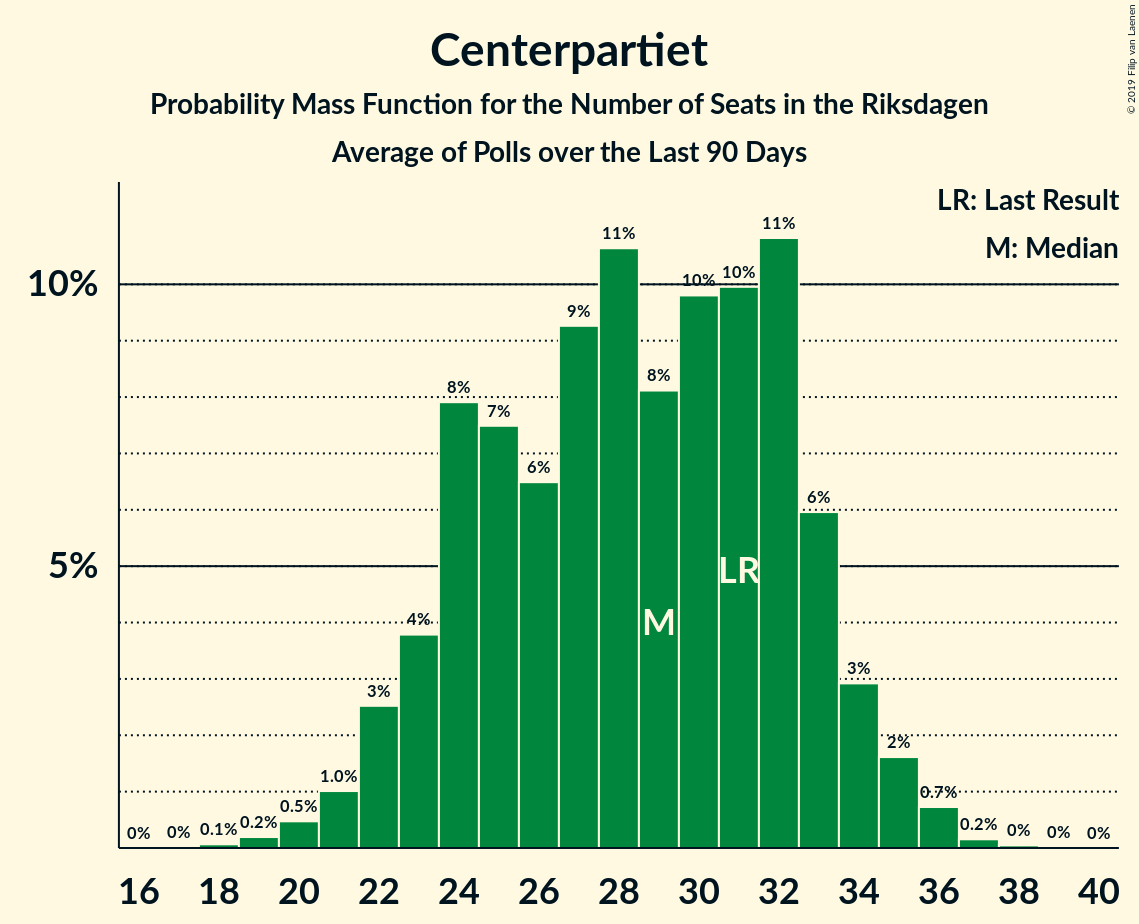 Centerpartiet
Probability Mass Function for the Number of Seats in the Riksdagen
Average of Polls over the Last 90 Days
© 2019 Filip van Laenen
LR: Last Result
M: Median
10%
5%
0% 0% 0.1% 0.2% 0.5% 1.0% 3% 4% 8% 7% 6% 9% 11% 8% 10% 10% 11% 6% 3% 2% 0.7% 0.2% 0% 0% 0%
LR
M
16 18 20 22 24 26 28 30 32 34 36 38 40